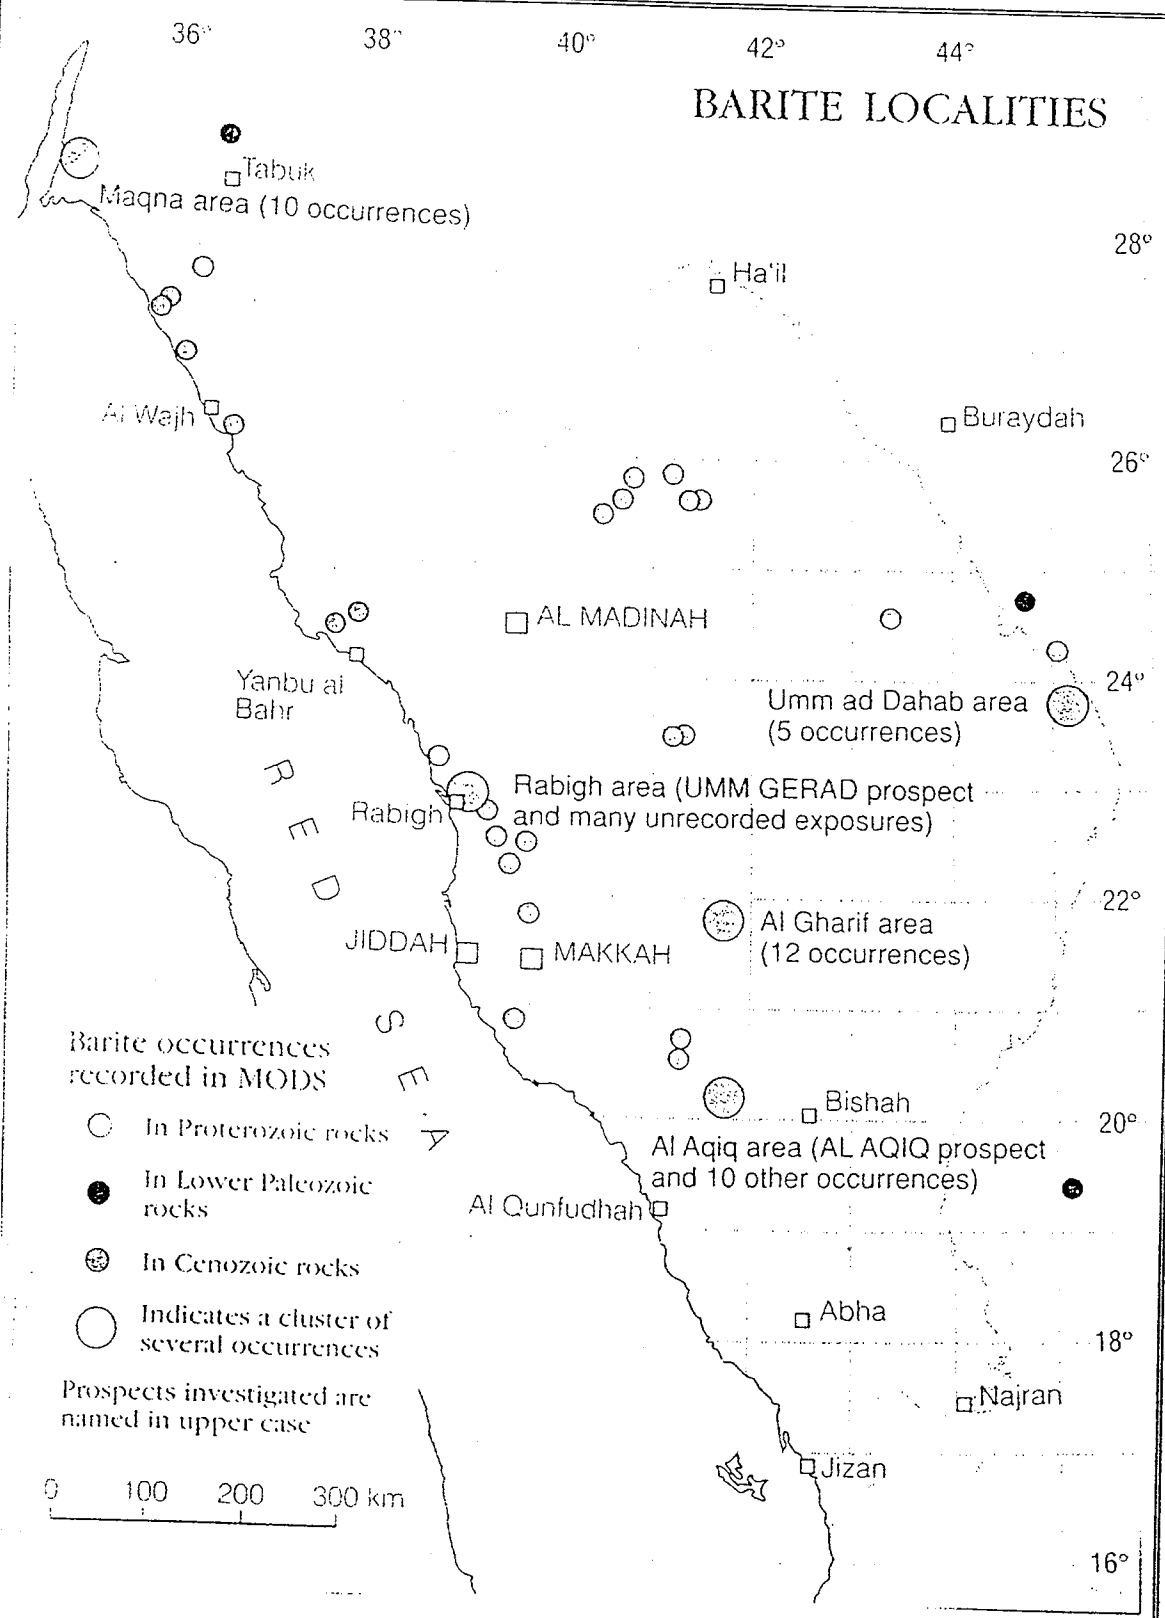 36° 38° 40° 42° 44°
BARITE LOCALITIES
Tabuk
Maqna area (10 occurrences)
28°
Ha'il
Al Wajh
Buraydah
26°
AL MADINAH
Yanbu al
Bahr
24°
Umm ad Dahab area
(5 occurrences)
Rabigh area (UMM GERAD prospect
and many unrecorded exposures)
Rabigh
RED SEA
22°
Al Gharif area
(12 occurrences)
JIDDAH
MAKKAH
Barite occurrences
recorded in MODS
In Proterozoic rocks
In Lower Paleozoic
rocks
In Cenozoic rocks
Indicates a cluster of
several occurrences
Prospects investigated are
named in upper case
0 100 200 300 km
Bishah
20°
Al Aqiq area (AL AQIQ prospect
and 10 other occurrences)
Al Qunfudhah
Abha
18°
Najran
Jizan
16°